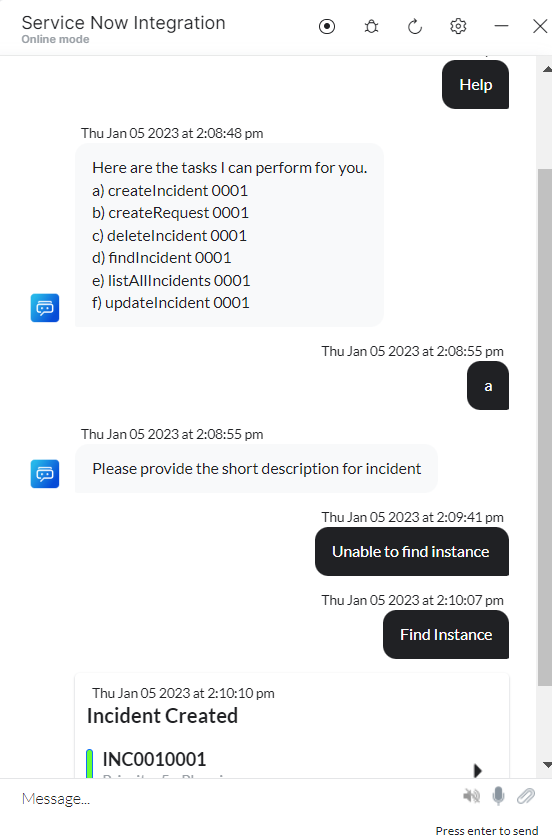 Service Now Integration
Online mode
Help
Thu Jan 05 2023 at 2:08:48 pm
Here are the tasks I can perform for you.
a) createIncident 0001
b) createRequest 0001
c) deleteIncident 0001
d) findIncident 0001
e) listAllIncidents 0001
f) updateIncident 0001
Thu Jan 05 2023 at 2:08:55 pm
a
Thu Jan 05 2023 at 2:08:55 pm
Please provide the short description for incident
Thu Jan 05 2023 at 2:09:41 pm
Unable to find instance
Thu Jan 05 2023 at 2:10:07 pm
Find Instance
Thu Jan 05 2023 at 2:10:10 pm
Incident Created
INC0010001
Message...
Press enter to send